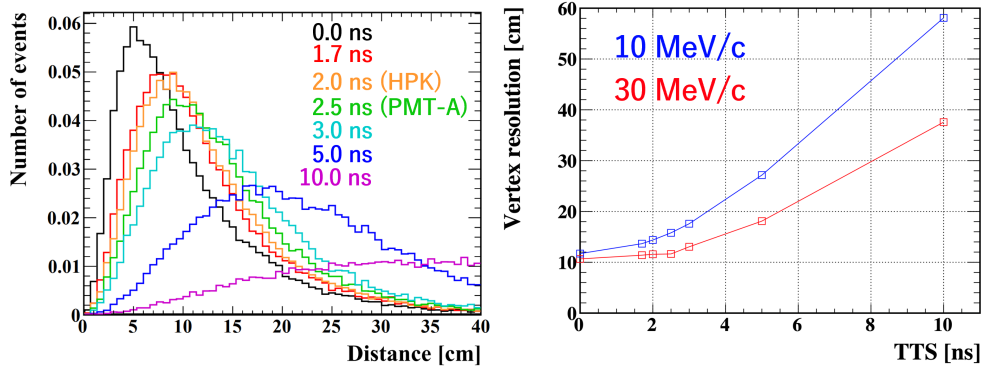 Number of events
0.06
0.05
0.04
0.03
0.02
0.01
0
0 5 10 15 20 25 30 35 40
Distance [cm]
0.0 ns
1.7 ns
2.0 ns (HPK)
2.5 ns (PMT-A)
3.0 ns
5.0 ns
10.0 ns
Vertex resolution [cm]
60
50
40
30
20
10
0
0 2 4 6 8 10
TTS [ns]
10 MeV/c
30 MeV/c